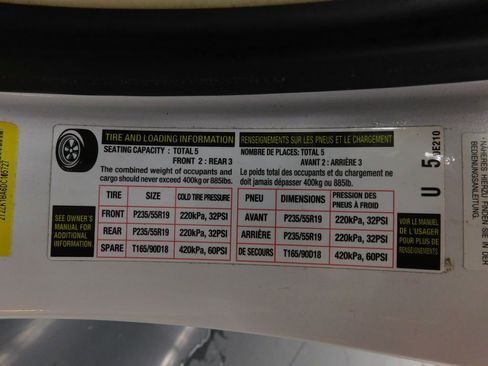 TIRE AND LOADING INFORMATION
SEATING CAPACITY : TOTAL 5
FRONT 2 : REAR 3
The combined weight of occupants and
cargo should never exceed 400kg or 885lbs.
RENSEIGNEMENTS SUR LES PNEUS ET LE CHARGEMENT
NOMBRE DE PLACES: TOTAL 5
AVANT 2 : ARRIÈRE 3
Le poids total des occupants et du chargement ne
doit jamais dépasser 400kg ou 885lb.
SEE OWNER'S
MANUAL FOR
ADDITIONAL
INFORMATION
TIRE SIZE COLD TIRE PRESSURE
FRONT P235/55R19 220kPa, 32PSI
REAR P235/55R19 220kPa, 32PSI
SPARE T165/90D18 420kPa, 60PSI
PNEU DIMENSIONS PRESSION DES PNEUS À FROID
AVANT P235/55R19 220kPa, 32PSI
ARRIÈRE P235/55R19 220kPa, 32PSI
DE SECOURS T165/90D18 420kPa, 60PSI
VOIR LE MANUEL
DE L'USAGER
POUR PLUS DE
RENSEIGNEMENTS
U 5
0E210
BEDIENUNGSANLEITUNG.